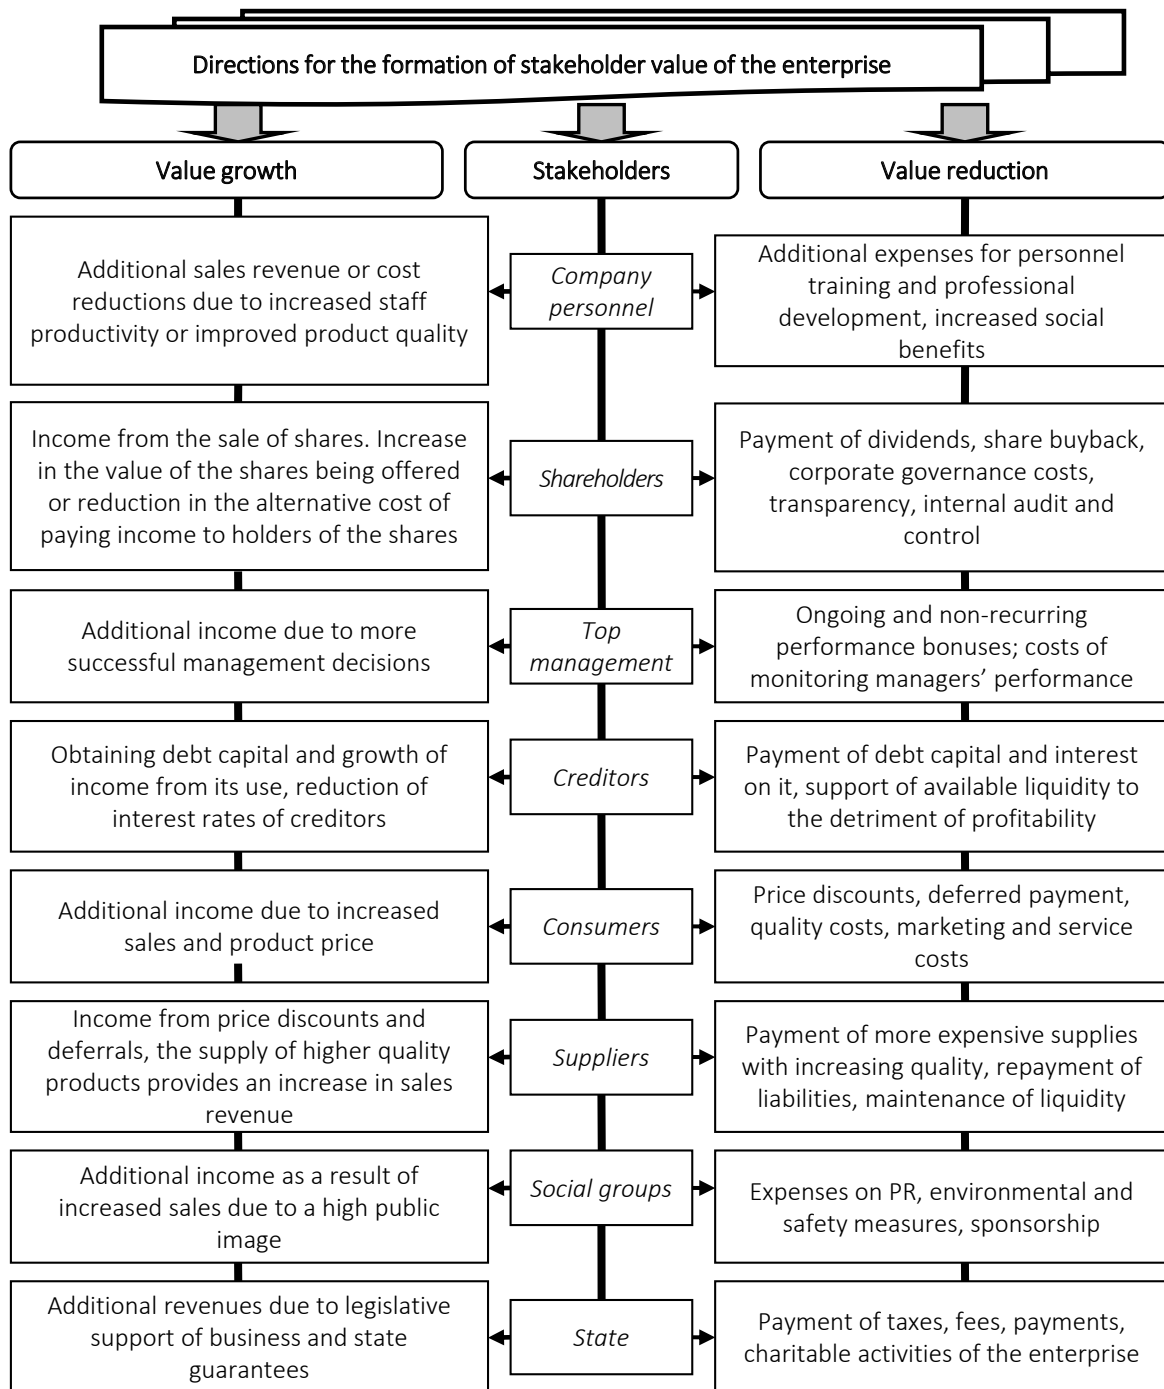 Directions for the formation of stakeholder value of the enterprise
Value growth
Stakeholders
Value reduction
Additional sales revenue or cost
reductions due to increased staff
productivity or improved product quality
Company
personnel
Additional expenses for personnel
training and professional
development, increased social
benefits
Income from the sale of shares. Increase
in the value of the shares being offered
or reduction in the alternative cost of
paying income to holders of the shares
Shareholders
Payment of dividends, share buyback,
corporate governance costs,
transparency, internal audit and
control
Additional income due to more
successful management decisions
Top
management
Ongoing and non-recurring
performance bonuses; costs of
monitoring managers’ performance
Obtaining debt capital and growth of
income from its use, reduction of
interest rates of creditors
Creditors
Payment of debt capital and interest
on it, support of available liquidity to
the detriment of profitability
Additional income due to increased
sales and product price
Consumers
Price discounts, deferred payment,
quality costs, marketing and service
costs
Income from price discounts and
deferrals, the supply of higher quality
products provides an increase in sales
revenue
Suppliers
Payment of more expensive supplies
with increasing quality, repayment of
liabilities, maintenance of liquidity
Additional income as a result of
increased sales due to a high public
image
Social groups
Expenses on PR, environmental and
safety measures, sponsorship
Additional revenues due to legislative
support of business and state
guarantees
State
Payment of taxes, fees, payments,
charitable activities of the enterprise